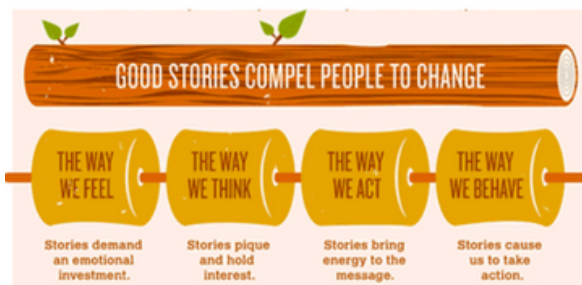 GOOD STORIES COMPEL PEOPLE TO CHANGE
THE WAY
WE FEEL
THE WAY
WE THINK
THE WAY
WE ACT
THE WAY
WE BEHAVE
Stories demand
an emotional
investment.
Stories pique
and hold
interest.
Stories bring
energy to the
message.
Stories cause
us to take
action.